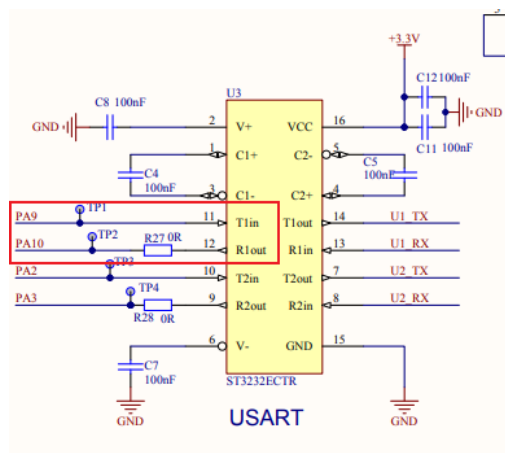 +3.3V
C12 100nF
GND
C11 100nF
U3
C8 100nF
GND
2 V+ VCC 16
1 C1+ C2- 5
C4
100nF
C5
100nF
3 C1- C2+ 4
PA9 TP1 11 T1in T1out 14 U1_TX
PA10 TP2 R27 0R 12 R1out R1in 13 U1_RX
PA2 TP3 10 T2in T2out 7 U2_TX
PA3 TP4 R28 0R 9 R2out R2in 8 U2_RX
6 V- GND 15
C7
100nF
ST3232ECTR
GND
USART
GND